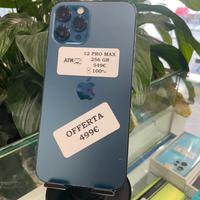 12 PRO MAX
256 GB
549€
100%
OFFERTA
499€